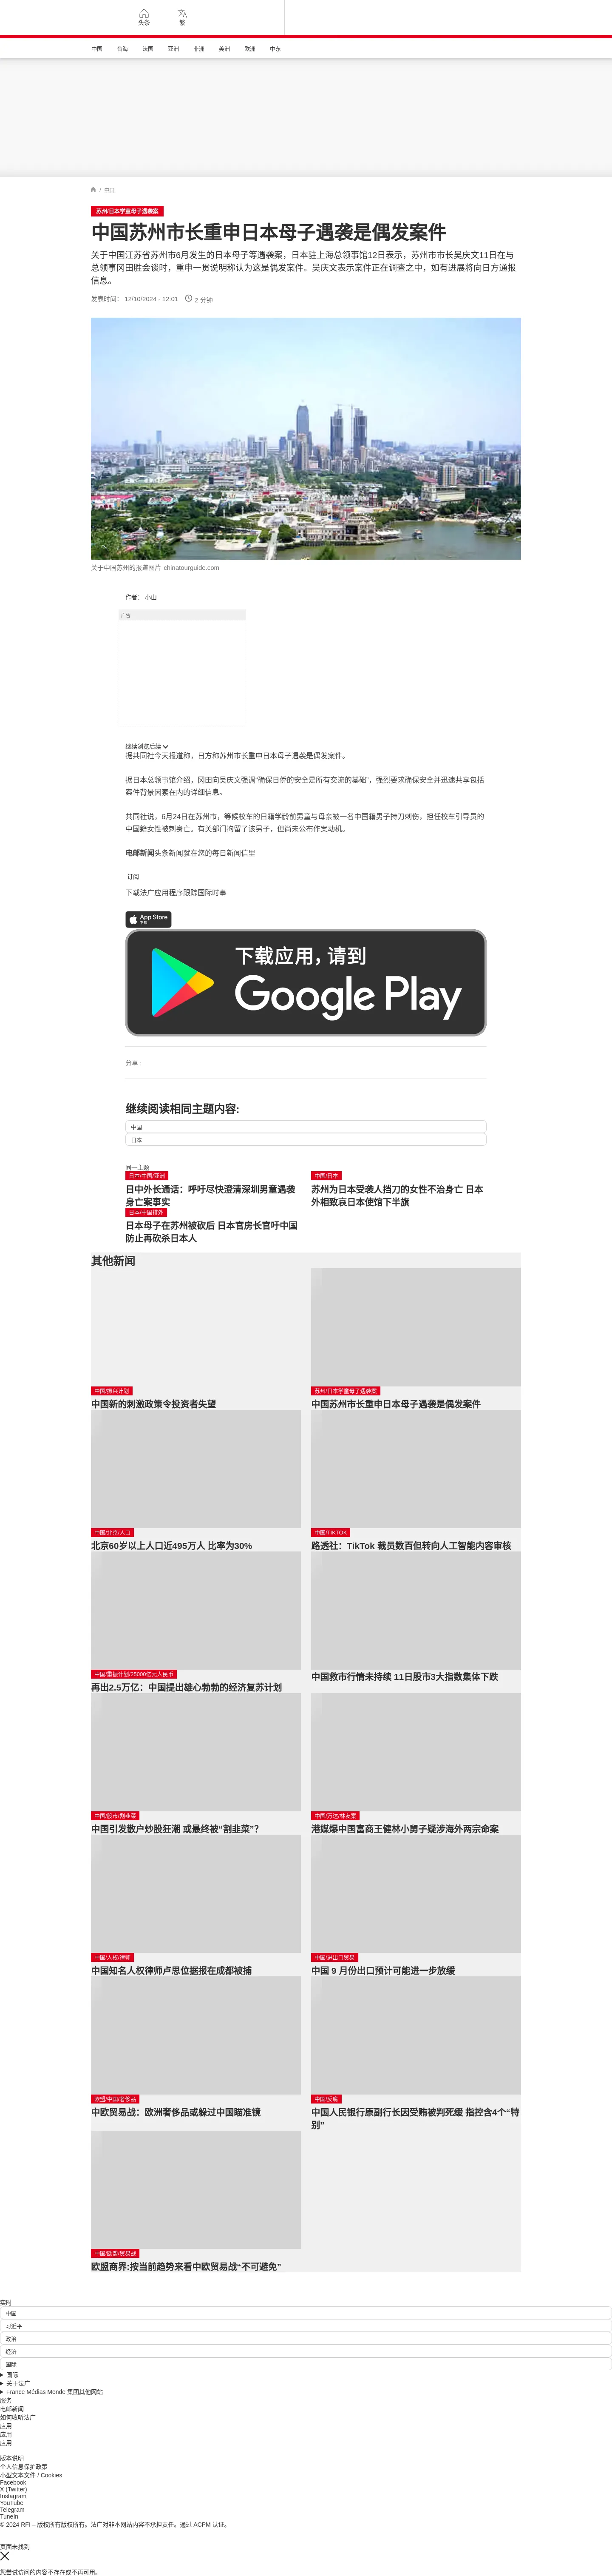 头条
繁
中国
台海
法国
亚洲
非洲
美洲
欧洲
中东
/ 中国
苏州/日本学童母子遇袭案
中国苏州市长重申日本母子遇袭是偶发案件
关于中国江苏省苏州市6月发生的日本母子等遇袭案，日本驻上海总领事馆12日表示，苏州市市长吴庆文11日在与
总领事冈田胜会谈时，重申一贯说明称认为这是偶发案件。吴庆文表示案件正在调查之中，如有进展将向日方通报
信息。
发表时间： 12/10/2024 - 12:01 2 分钟
关于中国苏州的报道图片 chinatourguide.com
作者： 小山
广告
继续浏览后续
据共同社今天报道称，日方称苏州市长重申日本母子遇袭是偶发案件。
据日本总领事馆介绍，冈田向吴庆文强调“确保日侨的安全是所有交流的基础”，强烈要求确保安全并迅速共享包括
案件背景因素在内的详细信息。
共同社说，6月24日在苏州市，等候校车的日籍学龄前男童与母亲被一名中国籍男子持刀刺伤，担任校车引导员的
中国籍女性被刺身亡。有关部门拘留了该男子，但尚未公布作案动机。
电邮新闻头条新闻就在您的每日新闻信里
订阅
下载法广应用程序跟踪国际时事
App Store
下载
下载应用，请到
Google Play
分享 :
继续阅读相同主题内容:
中国
日本
同一主题
日本/中国/亚洲
日中外长通话：呼吁尽快澄清深圳男童遇袭
身亡案事实
中国/日本
苏州为日本受袭人挡刀的女性不治身亡 日本
外相致哀日本使馆下半旗
日本/中国排外
日本母子在苏州被砍后 日本官房长官吁中国
防止再砍杀日本人
其他新闻
中国/振兴计划
中国新的刺激政策令投资者失望
苏州/日本学童母子遇袭案
中国苏州市长重申日本母子遇袭是偶发案件
中国/北京/人口
北京60岁以上人口近495万人 比率为30%
中国/TIKTOK
路透社：TikTok 裁员数百但转向人工智能内容审核
中国/重振计划/25000亿元人民币
再出2.5万亿：中国提出雄心勃勃的经济复苏计划
中国救市行情未持续 11日股市3大指数集体下跌
中国/股市/割韭菜
中国引发散户炒股狂潮 或最终被“割韭菜”？
中国/万达/林友案
港媒爆中国富商王健林小舅子疑涉海外两宗命案
中国/人权/律师
中国知名人权律师卢思位据报在成都被捕
中国/进出口贸易
中国 9 月份出口预计可能进一步放缓
欧盟/中国/奢侈品
中欧贸易战：欧洲奢侈品或躲过中国瞄准镜
中国/反腐
中国人民银行原副行长因受贿被判死缓 指控含4个“特
别”
中国/欧盟/贸易战
欧盟商界:按当前趋势来看中欧贸易战“不可避免”
实时
中国
习近平
政治
经济
国际
国际
关于法广
France Médias Monde 集团其他网站
服务
电邮新闻
如何收听法广
应用
应用
应用
版本说明
个人信息保护政策
小型文本文件 / Cookies
Facebook
X (Twitter)
Instagram
YouTube
Telegram
TuneIn
© 2024 RFI – 版权所有版权所有。法广对非本网站内容不承担责任。通过 ACPM 认证。
页面未找到
您尝试访问的内容不存在或不再可用。